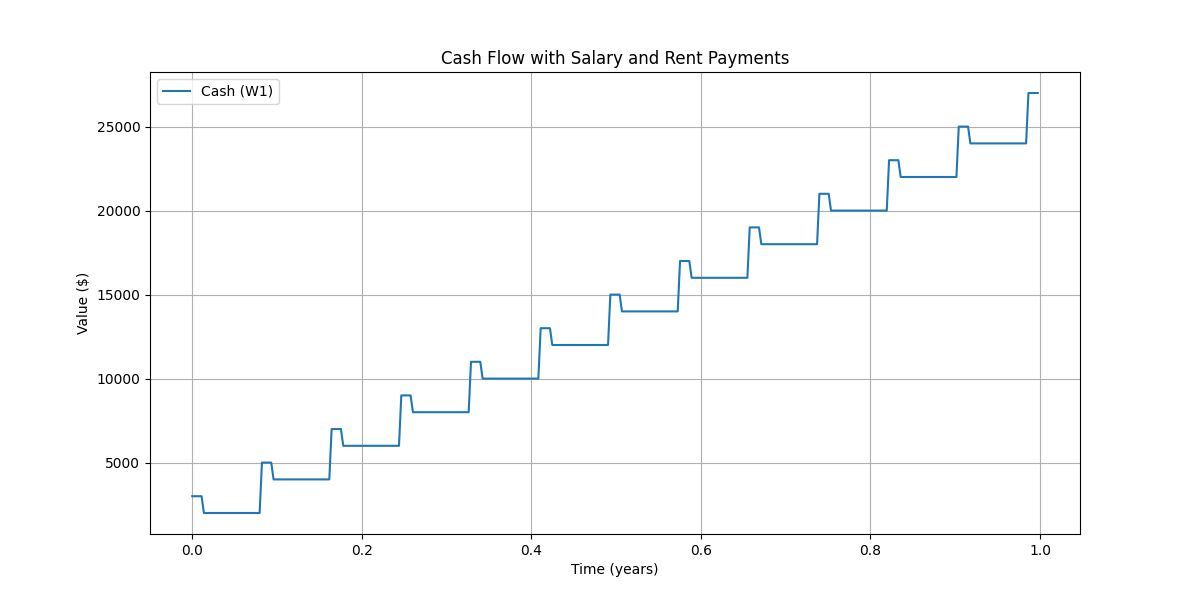 Cash Flow with Salary and Rent Payments
Cash (W1)
Value ($)
25000
20000
15000
10000
5000
0.0 0.2 0.4 0.6 0.8 1.0
Time (years)